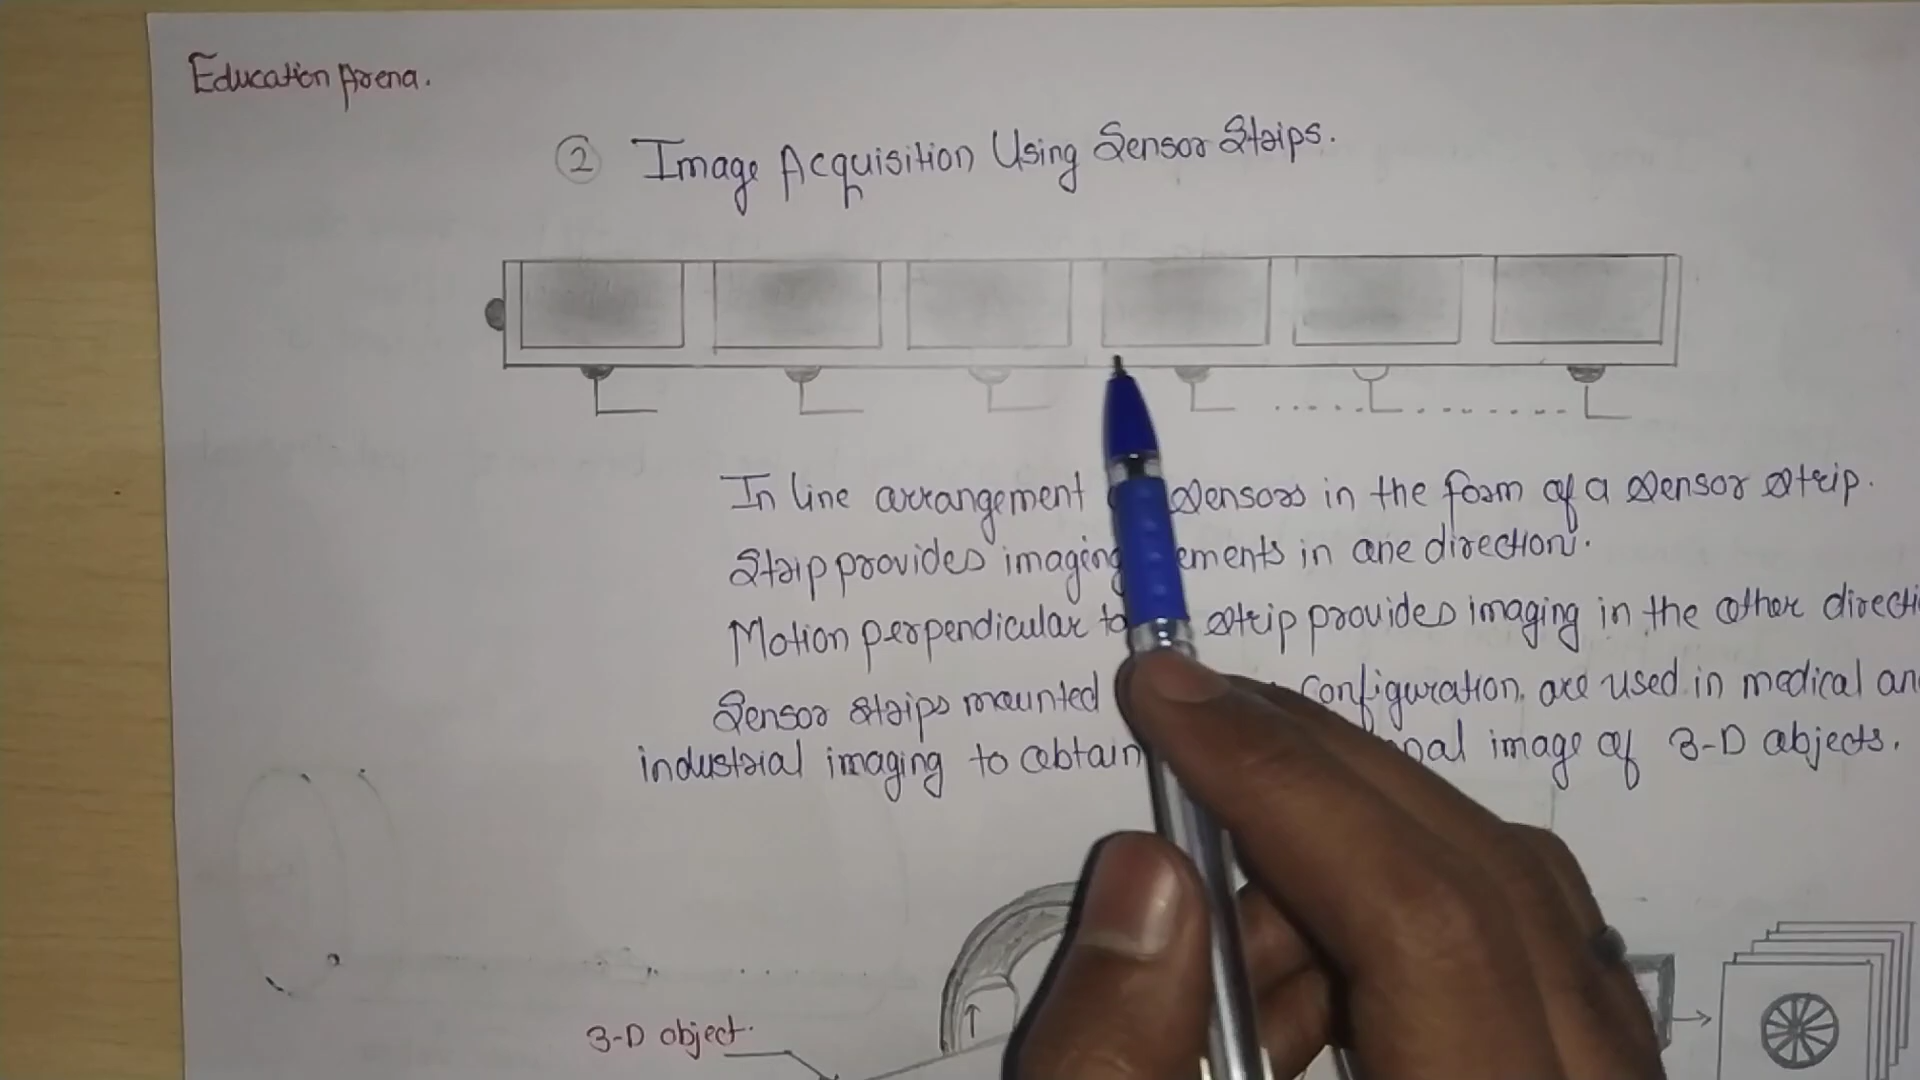 Education Arena.
② Image Acquisition Using Sensor Strips.
In line arrangement Sensors in the form of a Sensor Strip.
Strip provides imaging ements in one direction.
Motion perpendicular to Strip provides imaging in the other directi
Sensor Strips mounted configuration, are used in medical an
industrial imaging to obtain nal image of 3-D objects.
3-D object.